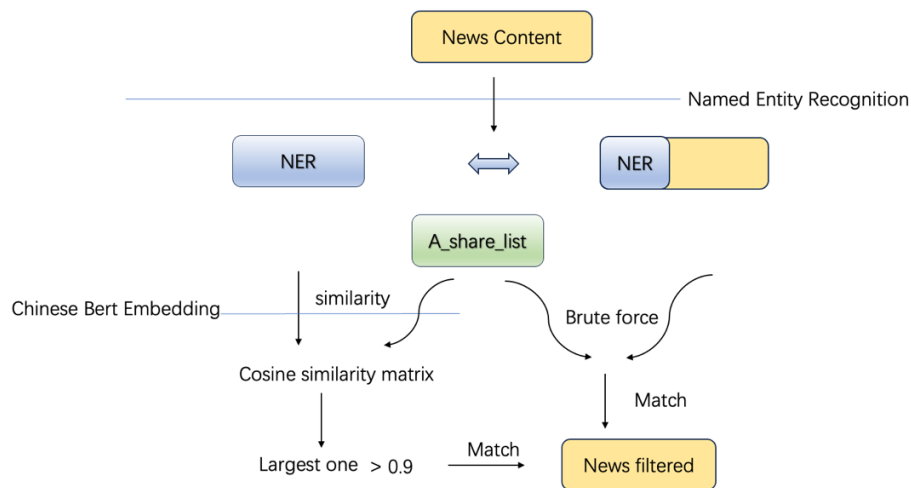 News Content
Named Entity Recognition
NER
NER
A_share_list
similarity
Chinese Bert Embedding
Brute force
Cosine similarity matrix
Match
Largest one > 0.9
Match
News filtered